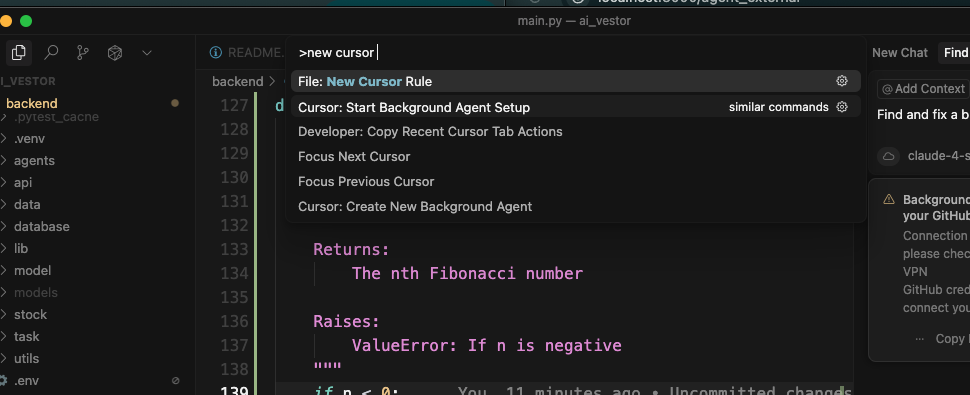 main.py — ai_vestor
README.
>new cursor
New Chat
Find
I_VESTOR
backend
File: New Cursor Rule
@ Add Context
backend
127
d
Cursor: Start Background Agent Setup
similar commands
Find and fix a b
.pytest_cache
128
Developer: Copy Recent Cursor Tab Actions
.venv
129
Focus Next Cursor
claude-4-s
agents
130
Focus Previous Cursor
api
131
Cursor: Create New Background Agent
Background
your GitHub
data
132
database
133
Returns:
Connection
lib
134
The nth Fibonacci number
please chec
model
135
VPN
models
136
Raises:
GitHub cred
stock
137
ValueError: If n is negative
connect you
task
138
"""
··· Copy
utils
139
if n < 0:
You, 11 minutes ago • Uncommitted changes
.env